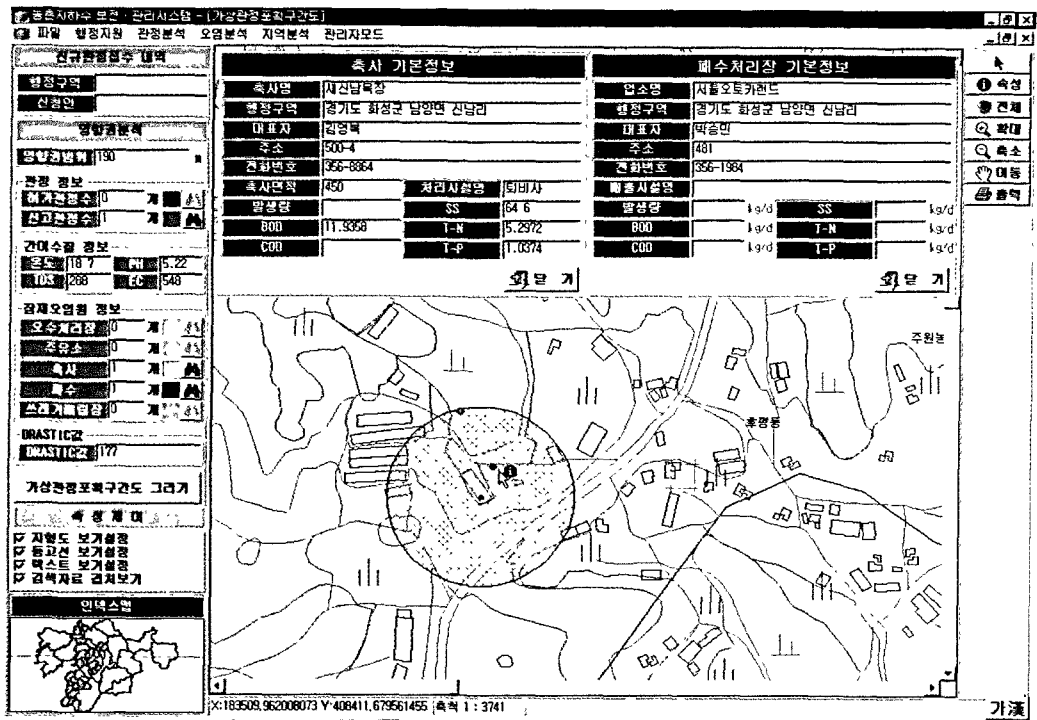 농촌지하수 보전·관리시스템 - [가상관정포획구간도]
파일 행정지원 관정분석 오염분석 지역분석 관리자모드
신규관정접수 내역
행정구역
신청인
영향권분석
영향권범위 190 m
관정 정보
허가관정수 0 개
신고관정수 1 개
간이수질 정보
온도 18.7 PH 5.22
TDS 268 EC 548
잠재오염원 정보
오수처리장 0 개
주유소 0 개
축사 1 개
폐수 1 개
쓰레기매립장 0 개
DRASTIC값
DRASTIC값 177
가상관정포획구간도 그리기
속성제어
지형도 보기설정
등고선 보기설정
텍스트 보기설정
검색자료 겹쳐보기
인덱스맵
축사 기본정보
축사명
행정구역 경기도 화성군 남양면 신남리
대표자 김영복
주소 500-4
전화번호 356-8864
축사면적 450 처리시설명 퇴비사
발생량 SS 64.6
BOD 11.9358 T-N 5.2972
COD T-P 1.0374
닫 기
폐수처리장 기본정보
업소명 서울오토카랜드
행정구역 경기도 화성군 남양면 신남리
대표자 박승민
주소 481
전화번호 356-1984
배출시설명
발생량 kg/d SS kg/d
BOD kg/d T-N kg/d
COD kg/d T-P kg/d
닫 기
속성
전체
확대
축소
이동
출력
주원농
호평동
X:183509,962008073 Y:408411,679561455 축척 1 : 3741
가漢